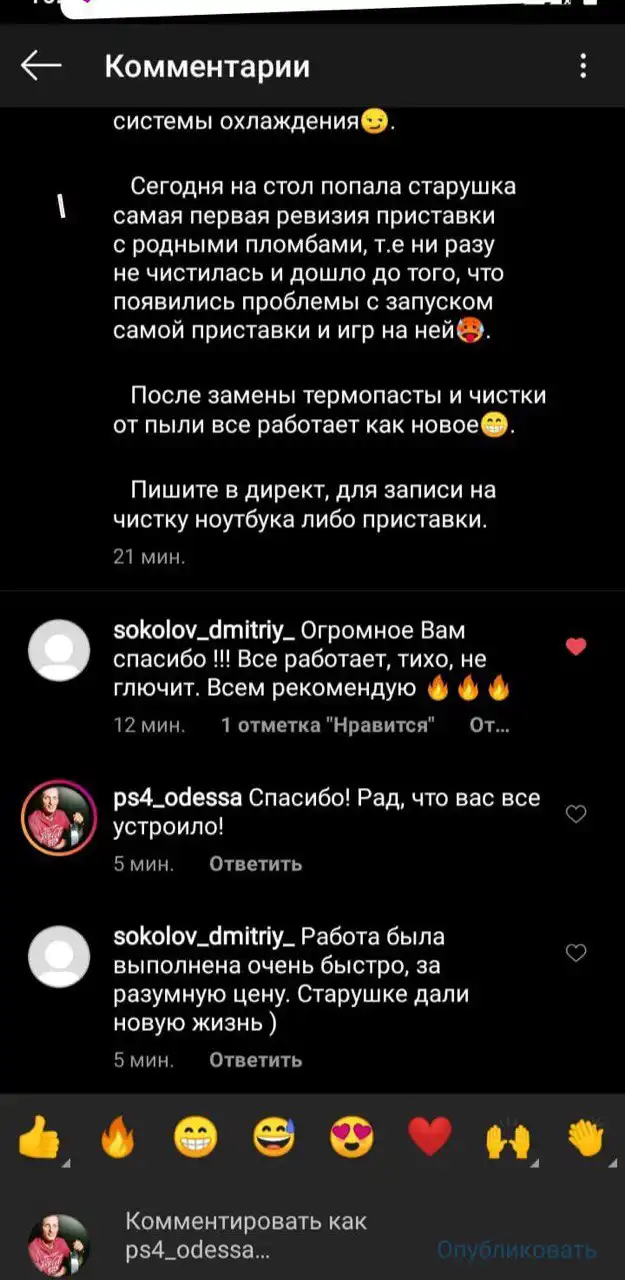 Комментарии
системы охлаждения😏.
Сегодня на стол попала старушка
самая первая ревизия приставки
с родными пломбами, т.е ни разу
не чистилась и дошло до того, что
появились проблемы с запуском
самой приставки и игр на ней🥵.
После замены термопасты и чистки
от пыли все работает как новое😁.
Пишите в директ, для записи на
чистку ноутбука либо приставки.
21 мин.
sokolov_dmitriy_ Огромное Вам
спасибо !!! Все работает, тихо, не
глючит. Всем рекомендую 🔥🔥🔥
12 мин. 1 отметка "Нравится" От...
ps4_odessa Спасибо! Рад, что вас все
устроило!
5 мин. Ответить
sokolov_dmitriy_ Работа была
выполнена очень быстро, за
разумную цену. Старушке дали
новую жизнь )
5 мин. Ответить
Комментировать как
ps4_odessa...
Опубликовать